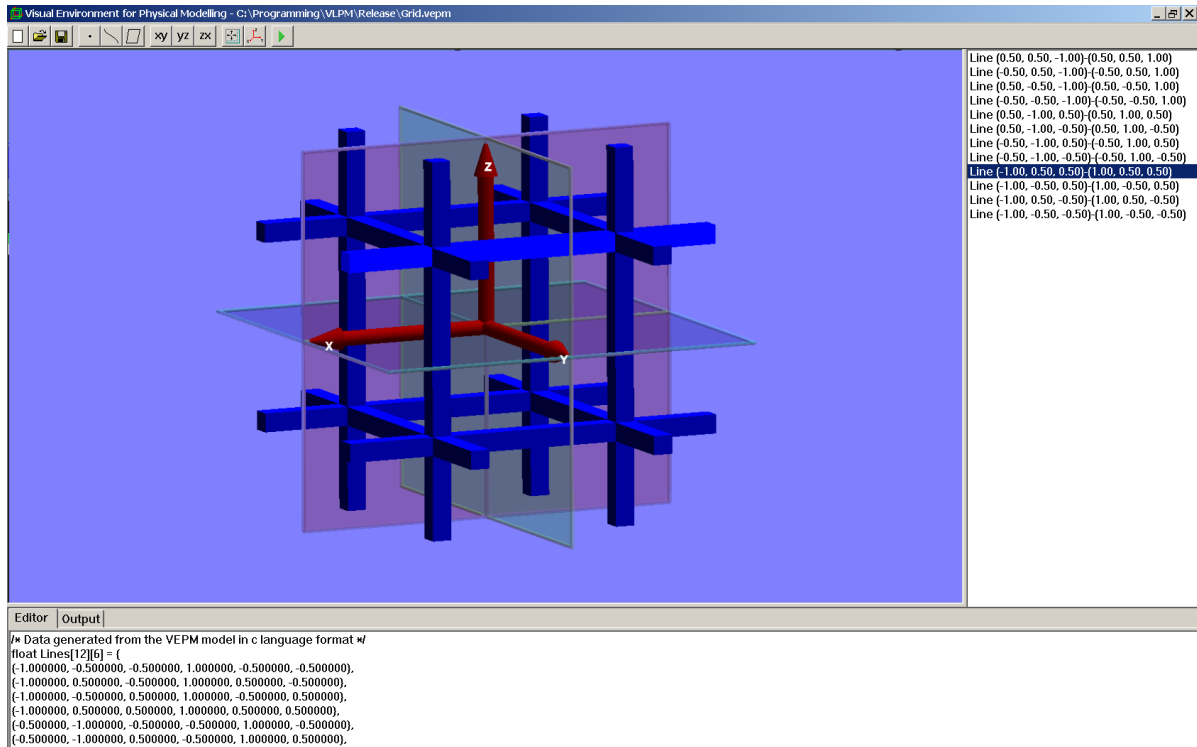 Visual Environment for Physical Modelling - C:\Programming\VLPM\Release\Grid.vepm
xy yz zx
Line (0.50, 0.50, -1.00)-(0.50, 0.50, 1.00)
Line (-0.50, 0.50, -1.00)-(-0.50, 0.50, 1.00)
Line (0.50, -0.50, -1.00)-(0.50, -0.50, 1.00)
Line (-0.50, -0.50, -1.00)-(-0.50, -0.50, 1.00)
Line (0.50, -1.00, 0.50)-(0.50, 1.00, 0.50)
Line (0.50, -1.00, -0.50)-(0.50, 1.00, -0.50)
Line (-0.50, -1.00, 0.50)-(-0.50, 1.00, 0.50)
Line (-0.50, -1.00, -0.50)-(-0.50, 1.00, -0.50)
Line (-1.00, 0.50, 0.50)-(1.00, 0.50, 0.50)
Line (-1.00, -0.50, 0.50)-(1.00, -0.50, 0.50)
Line (-1.00, 0.50, -0.50)-(1.00, 0.50, -0.50)
Line (-1.00, -0.50, -0.50)-(1.00, -0.50, -0.50)
Z
X
Y
Editor Output
/* Data generated from the VEPM model in c language format */
float Lines[12][6] = {
{-1.000000, -0.500000, -0.500000, 1.000000, -0.500000, -0.500000},
{-1.000000, 0.500000, -0.500000, 1.000000, 0.500000, -0.500000},
{-1.000000, -0.500000, 0.500000, 1.000000, -0.500000, 0.500000},
{-1.000000, 0.500000, 0.500000, 1.000000, 0.500000, 0.500000},
{-0.500000, -1.000000, -0.500000, -0.500000, 1.000000, -0.500000},
{-0.500000, -1.000000, 0.500000, -0.500000, 1.000000, 0.500000},